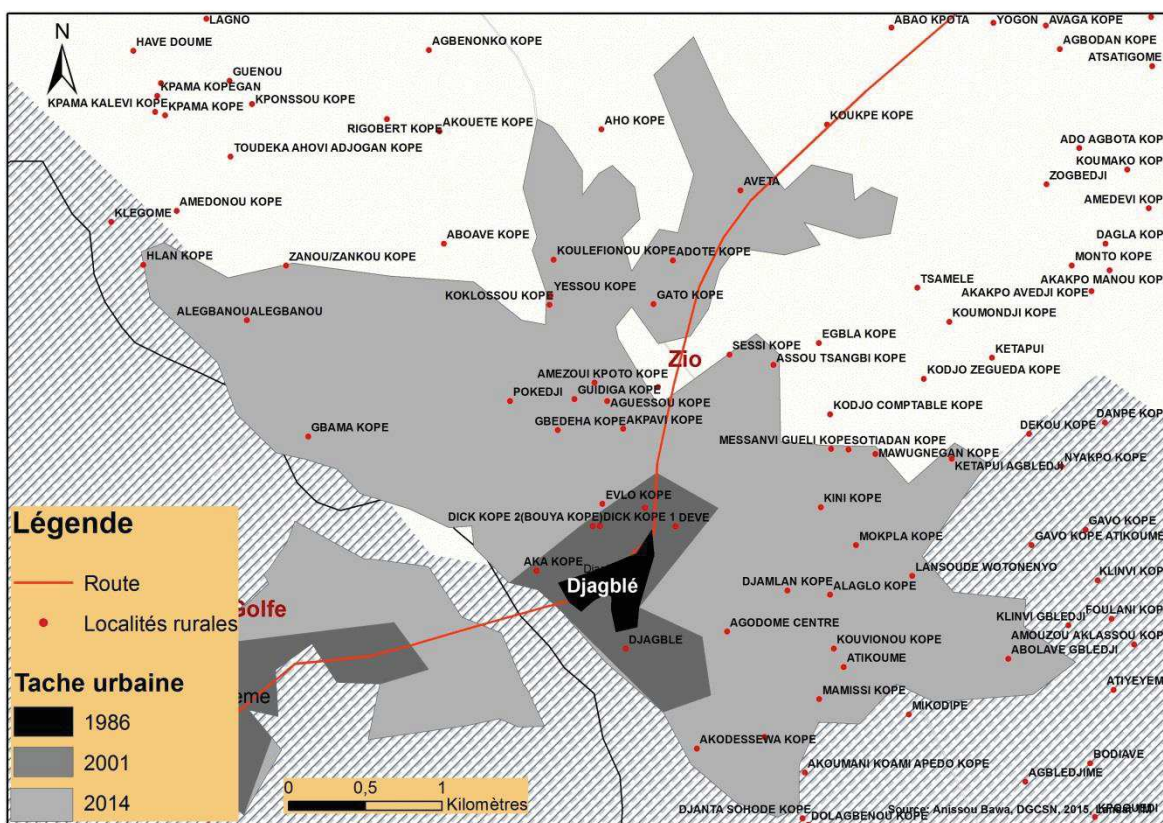 LAGNO
ABAO KPOTA
YOGON
AVAGA KOPE
HAVE DOUME
AGBENONKO KOPE
AGBODAN KOPE
N
ATSATIGOME
GUENOU
KPAMA KOPEGAN
KPAMA KALEVI KOPE
KPAMA KOPE
KPONSSOU KOPE
RIGOBERT KOPE
AKOUETE KOPE
AHO KOPE
KOUKPE KOPE
ADO AGBOTA KOP
TOUDEKA AHOVI ADJOGAN KOPE
KOUMAKO KOP
ZOGBEDJI
AVETA
AMEDONOU KOPE
AMEDEVI KOP
KLEGOME
ABOAVE KOPE
DAGLA KOP
HLAN KOPE
ZANOU/ZANKOU KOPE
KOULEFIONOU KOPE
ADOTE KOPE
MONTO KOPE
AKAKPO MANOU KOP
TSAMELE
AKAKPO AVEDJI KOPE
YESSOU KOPE
KOKLOSSOU KOPE
GATO KOPE
ALEGBANOUALEGBANOU
KOUMONDJI KOPE
SESSI KOPE
EGBLA KOPE
Zio
ASSOU TSANGBI KOPE
KETAPUI
AMEZOUI KPOTO KOPE
KODJO ZEGUEDA KOPE
POKEDJI
GUIDIGA KOPE
AGUESSOU KOPE
KODJO COMPTABLE KOPE
DANPE KOP
GBAMA KOPE
GBEDEHA KOPE
AKPAVI KOPE
DEKOU KOPE
MESSANVI GUELI KOPE
SOTIADAN KOPE
MAWUGNEGAN KOPE
KETAPUI AGBLEDJI
NYAKPO KOPE
EVLO KOPE
KINI KOPE
DICK KOPE 2(BOUYA KOPE)
DICK KOPE 1
DEVE
GAVO KOPE
MOKPLA KOPE
GAVO KOPE ATIKOUME
AKA KOPE
LANSOUDE WOTONENYO
KLINVI KOP
Djagblé
DJAMLAN KOPE
ALAGLO KOPE
Golfe
KLINVI GBLEDJI
FOULANI KOP
AGODOME CENTRE
AMOUZOU AKLASSOU KOP
DJAGBLE
KOUVIONOU KOPE
ABOLAVE GBLEDJI
ATIKOUME
ATIYEYEM
eme
MAMISSI KOPE
MIKODIPE
AKODESSEWA KOPE
BODIAVE
AKOUMANI KOAMI APEDO KOPE
AGBLEDJIME
DJANTA SOHODE KOPE
DOLAGBENOU KOPE
Source: Anissou Bawa, DGCSN, 2015,
Légende
Route
Localités rurales
Tache urbaine
1986
2001
2014
0 0,5 1
Kilomètres